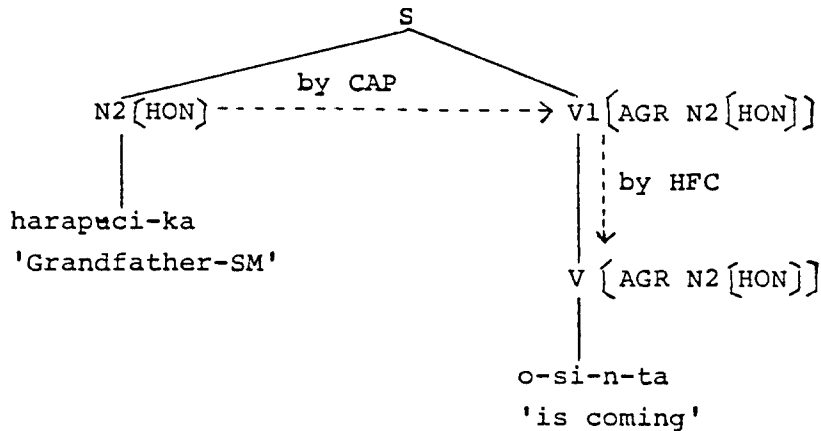 S
by CAP
N2[HON] V1[AGR N2[HON]]
by HFC
harapuci-ka
'Grandfather-SM'
V [AGR N2[HON]]
o-si-n-ta
'is coming'